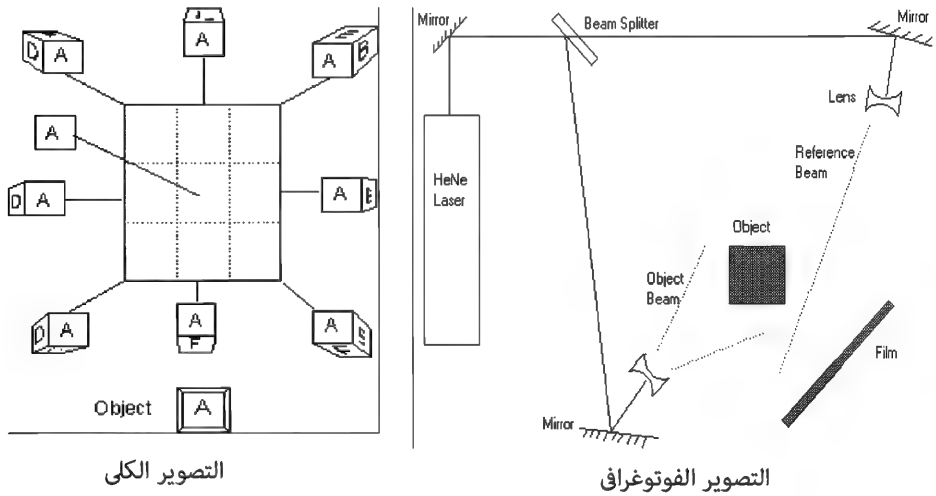 D A
J A
A B
A
D A
A E
D A
A F
A
Object A
التصوير الكلى
Mirror
Beam Splitter
Mirror
Lens
Reference
Beam
HeNe
Laser
Object
Object
Beam
Film
Mirror
التصوير الفوتوغرافى